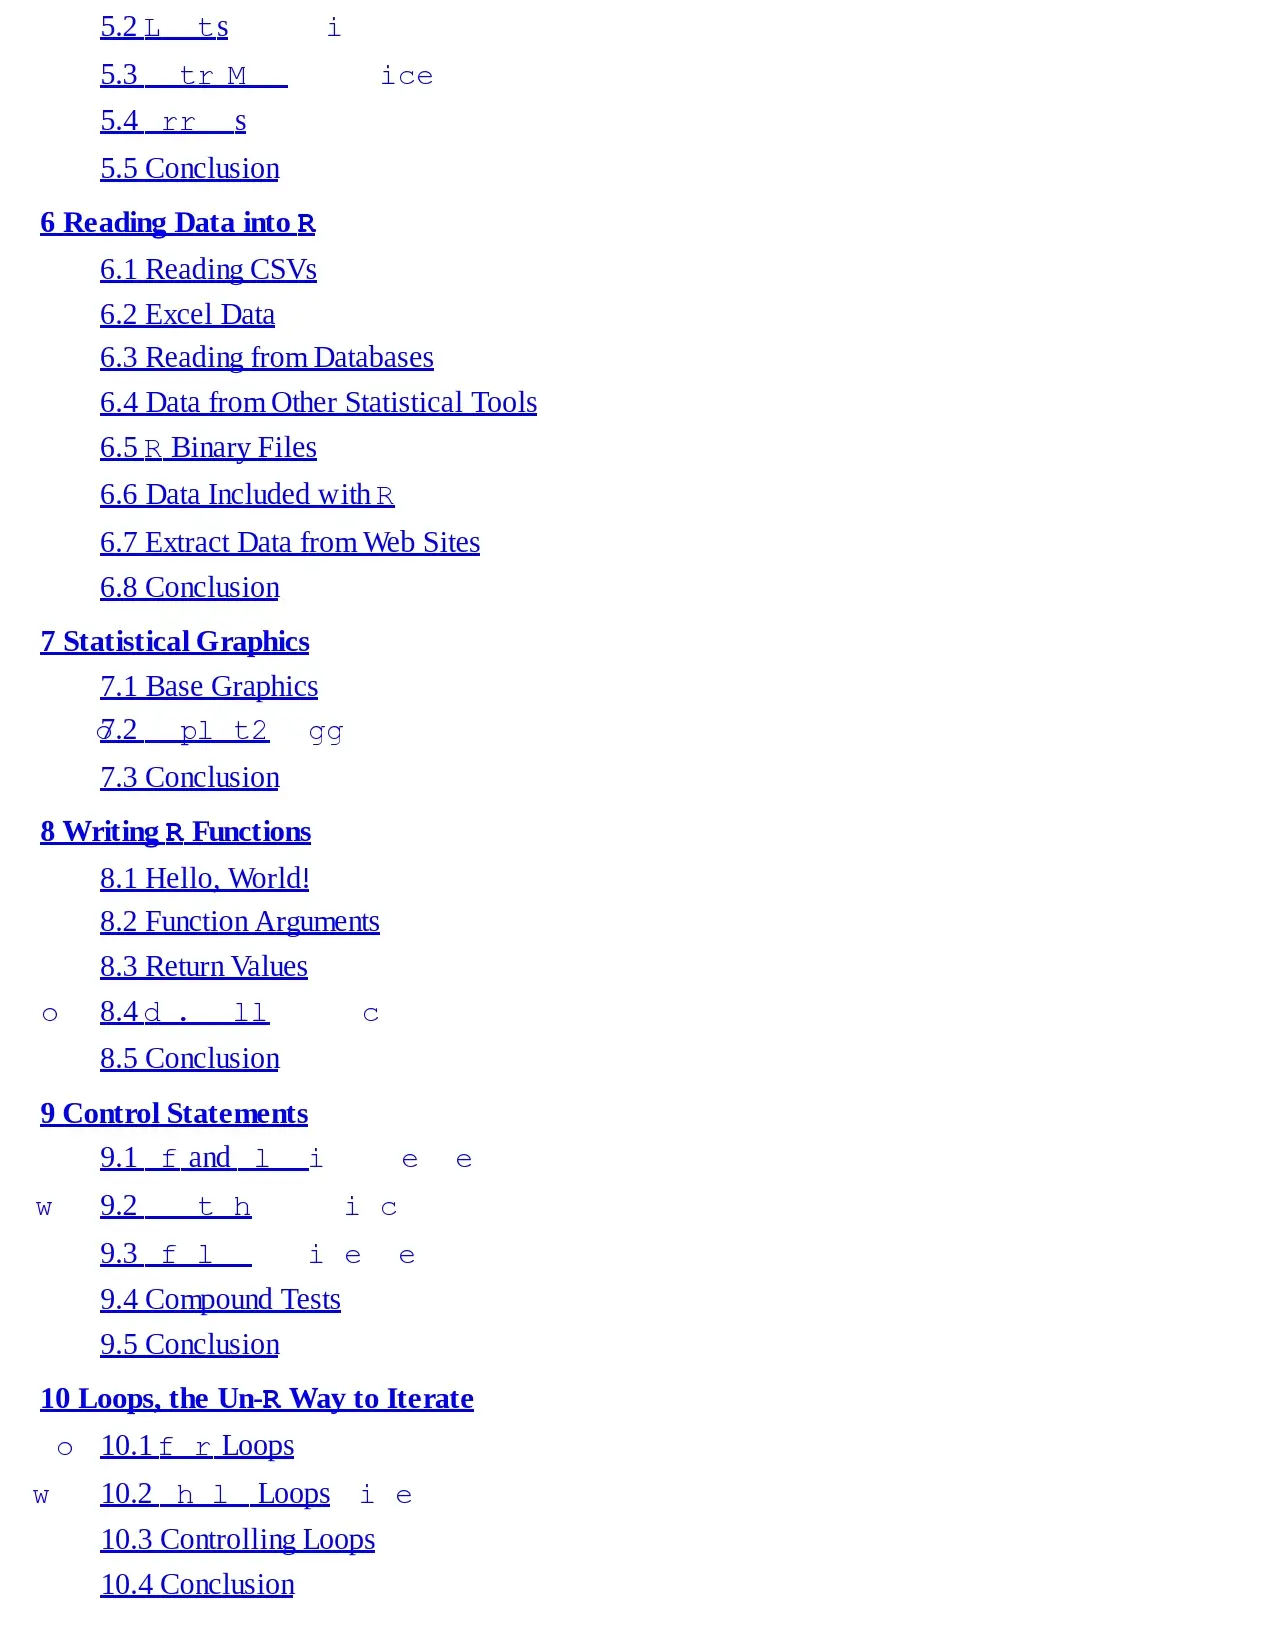 5.2 L ts i
5.3 tr M ice
5.4 rr s
5.5 Conclusion
6 Reading Data into R
6.1 Reading CSVs
6.2 Excel Data
6.3 Reading from Databases
6.4 Data from Other Statistical Tools
6.5 R Binary Files
6.6 Data Included with R
6.7 Extract Data from Web Sites
6.8 Conclusion
7 Statistical Graphics
7.1 Base Graphics
o 7.2 pl t2 gg
7.3 Conclusion
8 Writing R Functions
8.1 Hello, World!
8.2 Function Arguments
8.3 Return Values
o 8.4 d . ll c
8.5 Conclusion
9 Control Statements
9.1 f and l i e e
w 9.2 t h i c
9.3 f l i e e
9.4 Compound Tests
9.5 Conclusion
10 Loops, the Un-R Way to Iterate
o 10.1 f r Loops
w 10.2 h l Loops i e
10.3 Controlling Loops
10.4 Conclusion